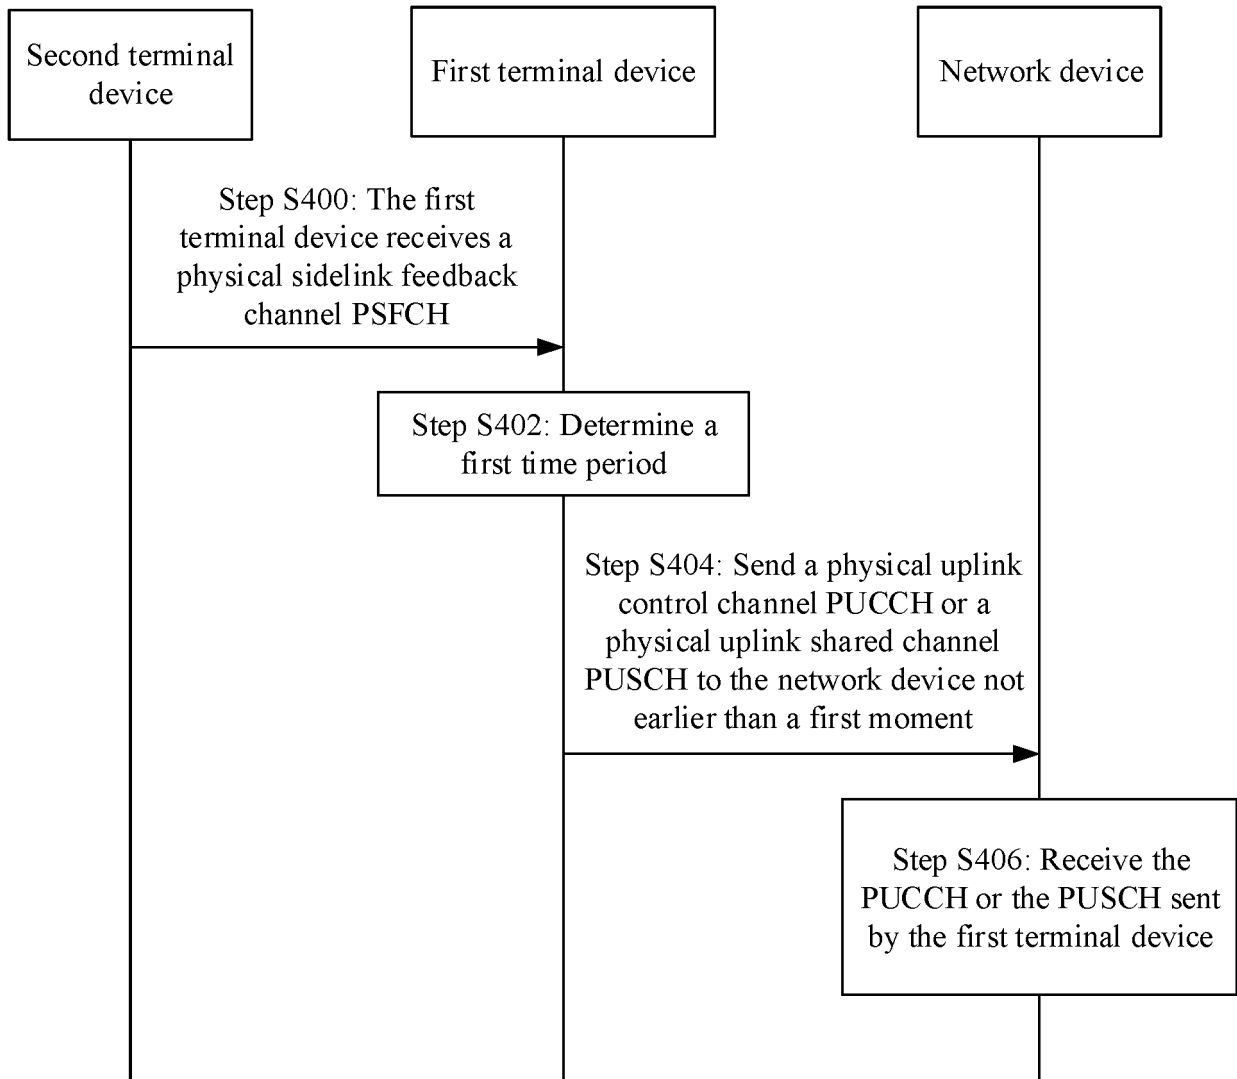 Second terminal
device
First terminal device
Network device
Step S400: The first
terminal device receives a
physical sidelink feedback
channel PSFCH
Step S402: Determine a
first time period
Step S404: Send a physical uplink
control channel PUCCH or a
physical uplink shared channel
PUSCH to the network device not
earlier than a first moment
Step S406: Receive the
PUCCH or the PUSCH sent
by the first terminal device